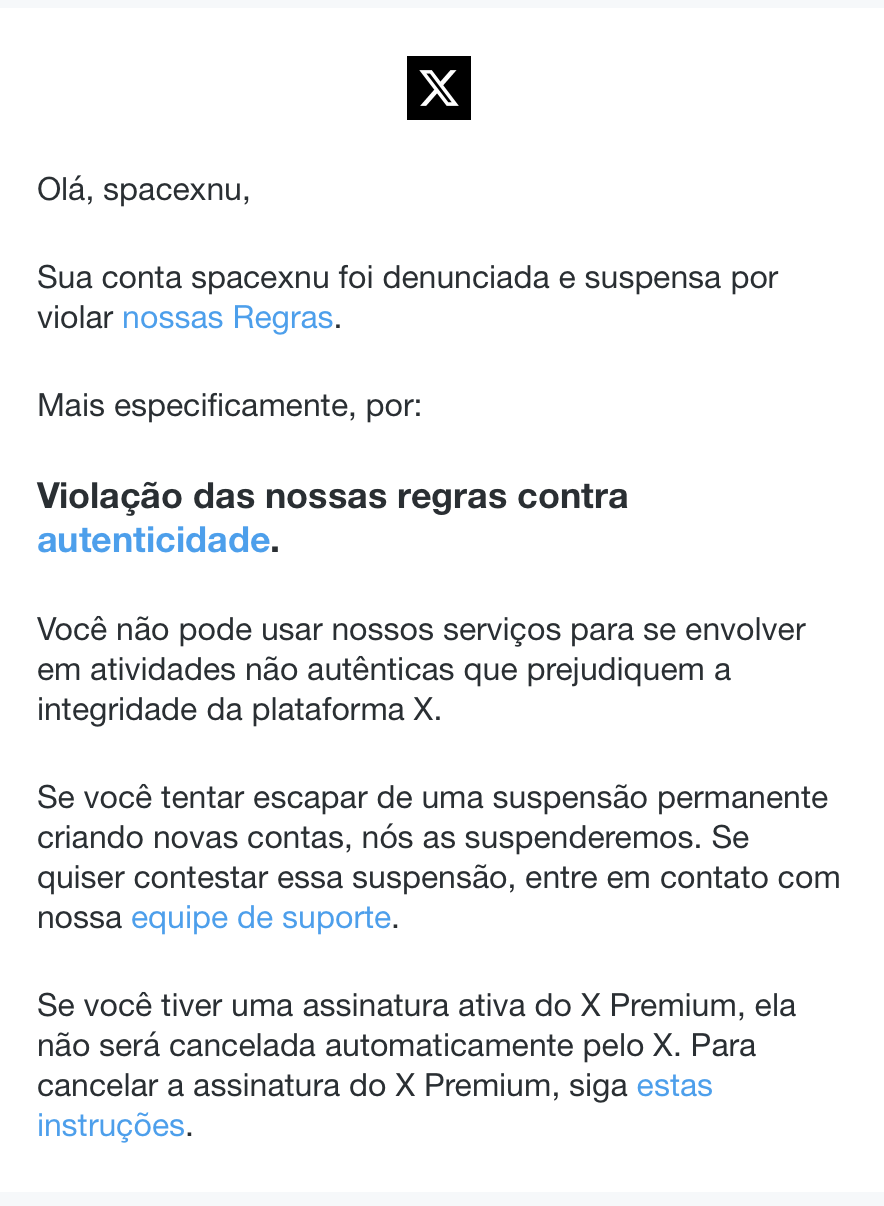 Olá, spacexnu,
Sua conta spacexnu foi denunciada e suspensa por
violar nossas Regras.
Mais especificamente, por:
Violação das nossas regras contra
autenticidade.
Você não pode usar nossos serviços para se envolver
em atividades não autênticas que prejudiquem a
integridade da plataforma X.
Se você tentar escapar de uma suspensão permanente
criando novas contas, nós as suspenderemos. Se
quiser contestar essa suspensão, entre em contato com
nossa equipe de suporte.
Se você tiver uma assinatura ativa do X Premium, ela
não será cancelada automaticamente pelo X. Para
cancelar a assinatura do X Premium, siga estas
instruções.